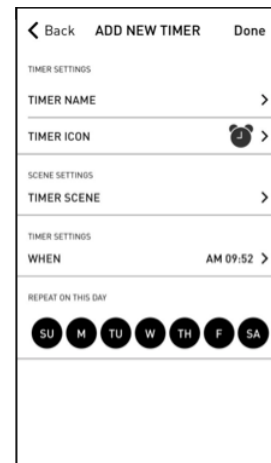 Back ADD NEW TIMER Done
TIMER SETTINGS
TIMER NAME
TIMER ICON
SCENE SETTINGS
TIMER SCENE
TIMER SETTINGS
WHEN AM 09:52
REPEAT ON THIS DAY
SU M TU W TH F SA